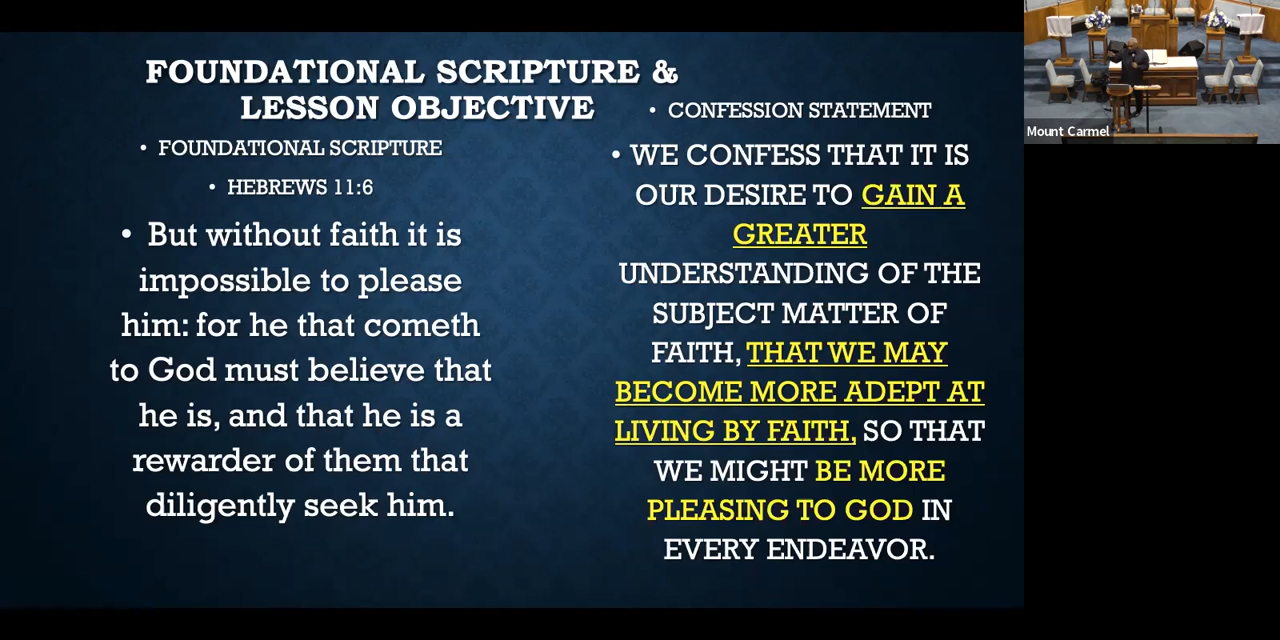 FOUNDATIONAL SCRIPTURE &
LESSON OBJECTIVE
• FOUNDATIONAL SCRIPTURE
• HEBREWS 11:6
• But without faith it is
impossible to please
him: for he that cometh
to God must believe that
he is, and that he is a
rewarder of them that
diligently seek him.
• CONFESSION STATEMENT
• WE CONFESS THAT IT IS
OUR DESIRE TO GAIN A
GREATER
UNDERSTANDING OF THE
SUBJECT MATTER OF
FAITH, THAT WE MAY
BECOME MORE ADEPT AT
LIVING BY FAITH, SO THAT
WE MIGHT BE MORE
PLEASING TO GOD IN
EVERY ENDEAVOR.
Mount Carmel